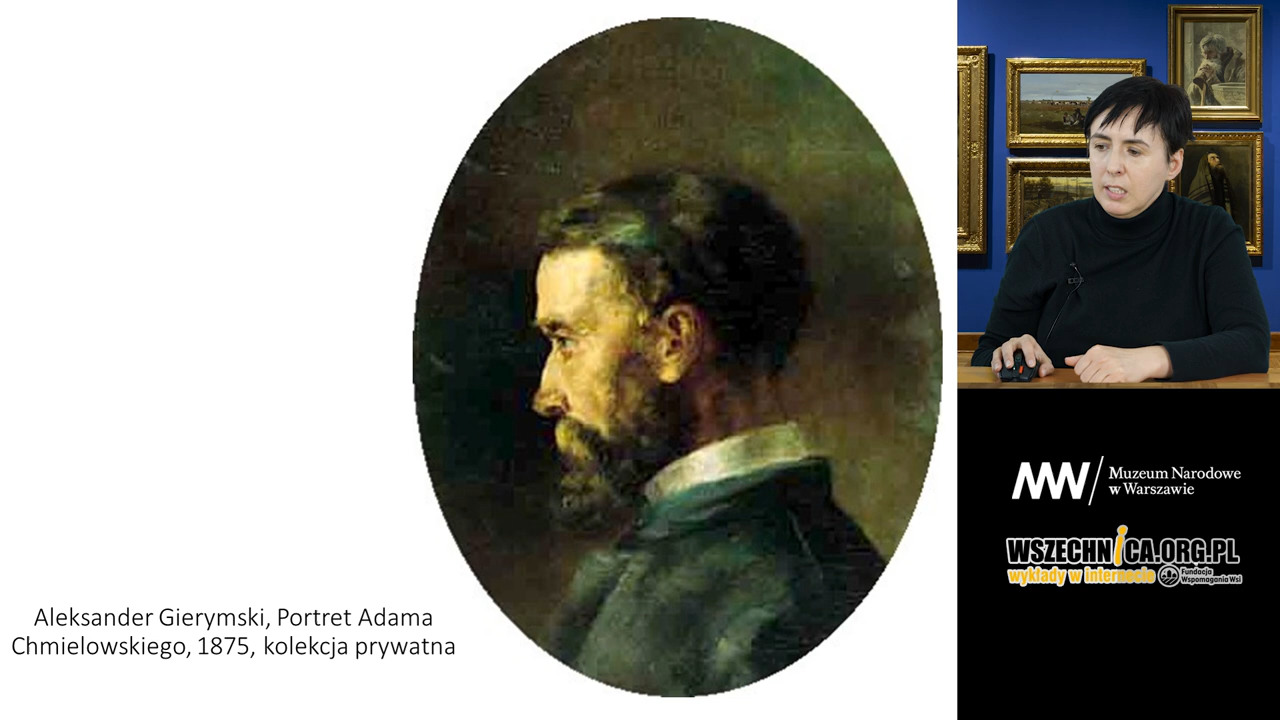 Aleksander Gierymski, Portret Adama
Chmielowskiego, 1875, kolekcja prywatna
MW/ Muzeum Narodowe
w Warszawie
WSZECHNICA.ORG.PL
wykłady w internecie
Fundacja
Wspomagania Wsi